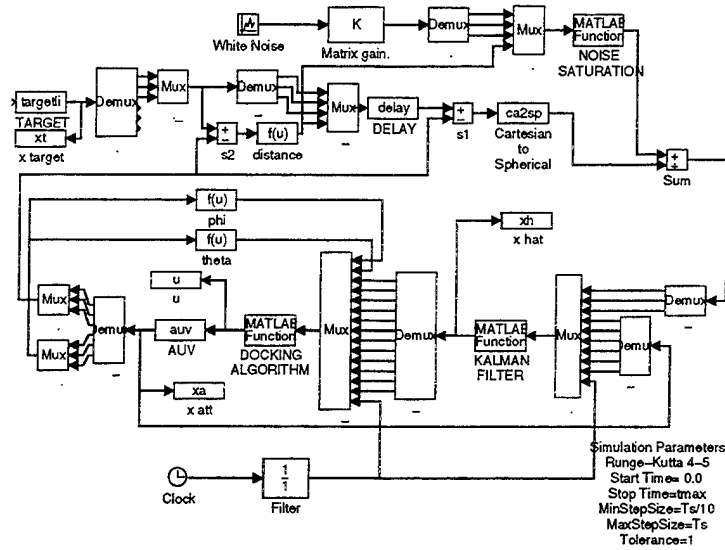 White Noise
K
Matrix gain.
Demux
Mux
MATLAB
Function
NOISE
SATURATION
targetli
TARGET
xt
x target
Demux
Mux
Demux
Mux
delay
DELAY
+
−
s2
f(u)
distance
+
−
s1
ca2sp
Cartesian
to
Spherical
+
+
Sum
f(u)
phi
f(u)
theta
xh
x hat
u
u
Mux
Mux
Demux
auv
AUV
MATLAB
Function
DOCKING
ALGORITHM
Mux
Demux
MATLAB
Function
KALMAN
FILTER
Mux
Demux
Demux
xa
x att
Clock
1
1
Filter
Simulation Parameters
Runge−Kutta 4−5
Start Time= 0.0
Stop Time=tmax
MinStepSize=Ts/10
MaxStepSize=Ts
Tolerance=1